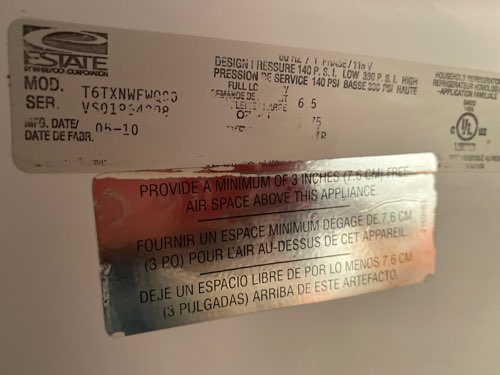 ESTATE
BY WHIRLPOOL CORPORATION
MOD.
SER.
MFG. DATE/ 05-10
DATE DE FABR.
60 HZ / 1 PHASE / 115V
DESIGN PRESSURE 140 P. S. I. LOW 330 P. S. I. HIGH
PRESSION DE SERVICE 140 PSI BASSE 330 PSI HAUTE
FULL
6 5
HOUSEHOLD REFRIGERATOR
-APPLICATION FAMILIALE
UL
LISTED
PROVIDE A MINIMUM OF 3 INCHES (7.6 CM) FREE
AIR SPACE ABOVE THIS APPLIANCE.
FOURNIR UN ESPACE MINIMUM DEGAGE DE 7.6 CM
(3 PO) POUR L'AIR AU-DESSUS DE CET APPAREIL
DEJE UN ESPACIO LIBRE DE POR LO MENOS 7.6 CM
(3 PULGADAS) ARRIBA DE ESTE ARTEFACTO.